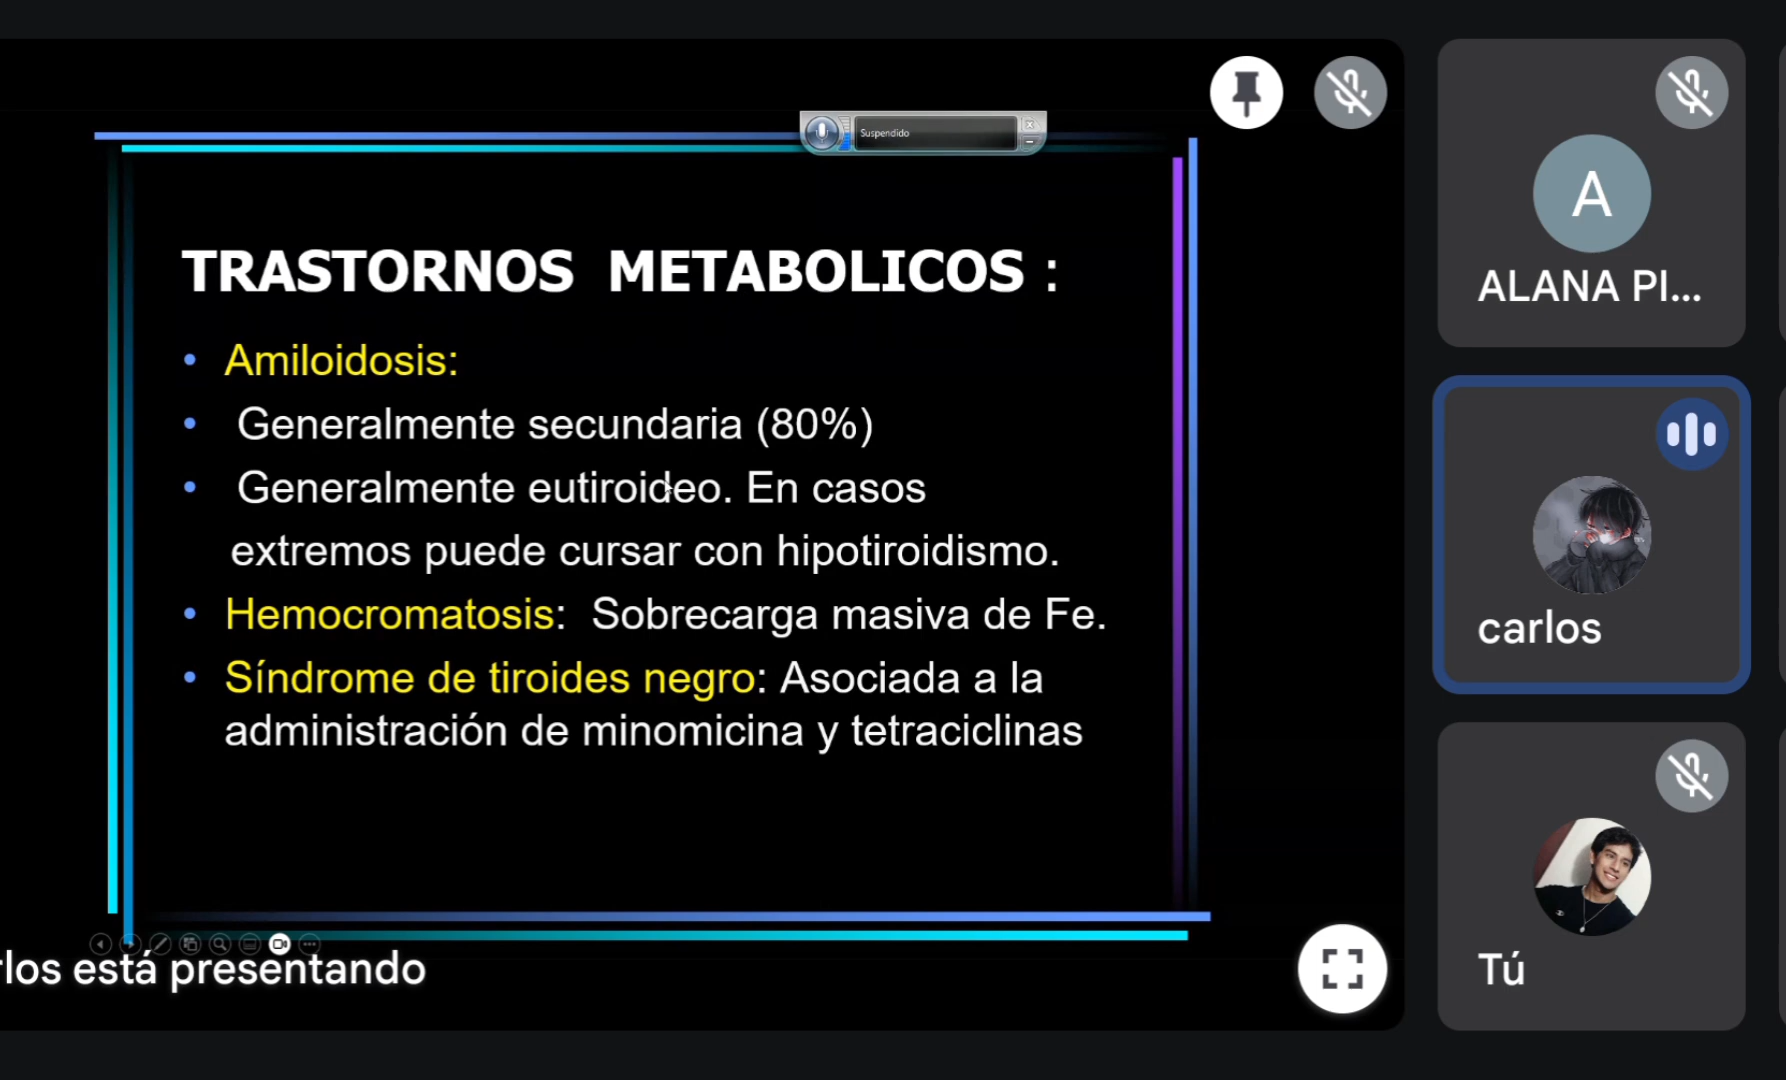 Suspendido
TRASTORNOS METABOLICOS :
• Amiloidosis:
• Generalmente secundaria (80%)
• Generalmente eutiroideo. En casos
extremos puede cursar con hipotiroidismo.
• Hemocromatosis: Sobrecarga masiva de Fe.
• Síndrome de tiroides negro: Asociada a la
administración de minomicina y tetraciclinas
rlos está presentando
A
ALANA PI...
carlos
Tú